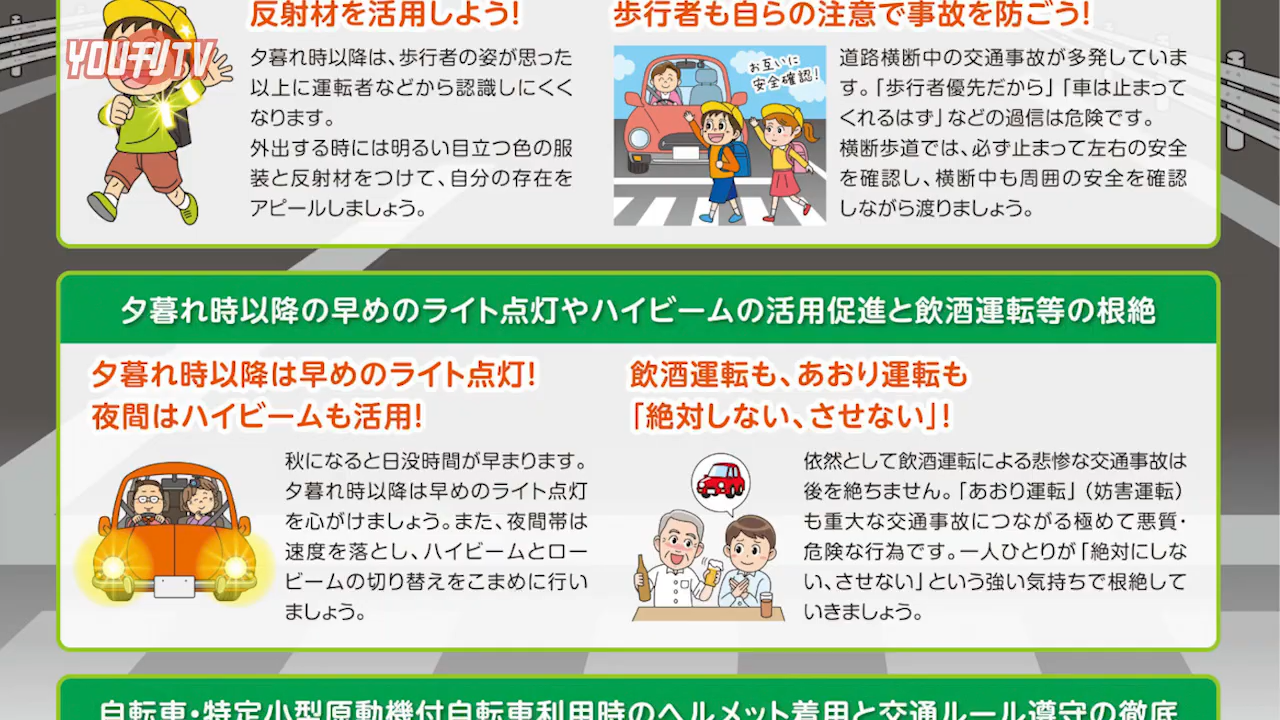 YOU刊TV
反射材を活用しよう!
夕暮れ時以降は、歩行者の姿が思った
以上に運転者などから認識しにくく
なります。
外出する時には明るい目立つ色の服
装と反射材をつけて、自分の存在を
アピールしましょう。
歩行者も自らの注意で事故を防ごう!
お互いに
安全確認!
道路横断中の交通事故が多発していま
す。「歩行者優先だから」「車は止まって
くれるはず」などの過信は危険です。
横断歩道では、必ず止まって左右の安全
を確認し、横断中も周囲の安全を確認
しながら渡りましょう。
夕暮れ時以降の早めのライト点灯やハイビームの活用促進と飲酒運転等の根絶
夕暮れ時以降は早めのライト点灯!
夜間はハイビームも活用!
秋になると日没時間が早まります。
夕暮れ時以降は早めのライト点灯
を心がけましょう。また、夜間帯は
速度を落とし、ハイビームとロー
ビームの切り替えをこまめに行い
ましょう。
飲酒運転も、あおり運転も
「絶対しない、させない」!
依然として飲酒運転による悲惨な交通事故は
後を絶ちません。「あおり運転」(妨害運転)
も重大な交通事故につながる極めて悪質・
危険な行為です。一人ひとりが「絶対にしな
い、させない」という強い気持ちで根絶して
いきましょう。
自転車・特定小型原動機付自転車利用時のヘルメット着用と交通ルール遵守の徹底